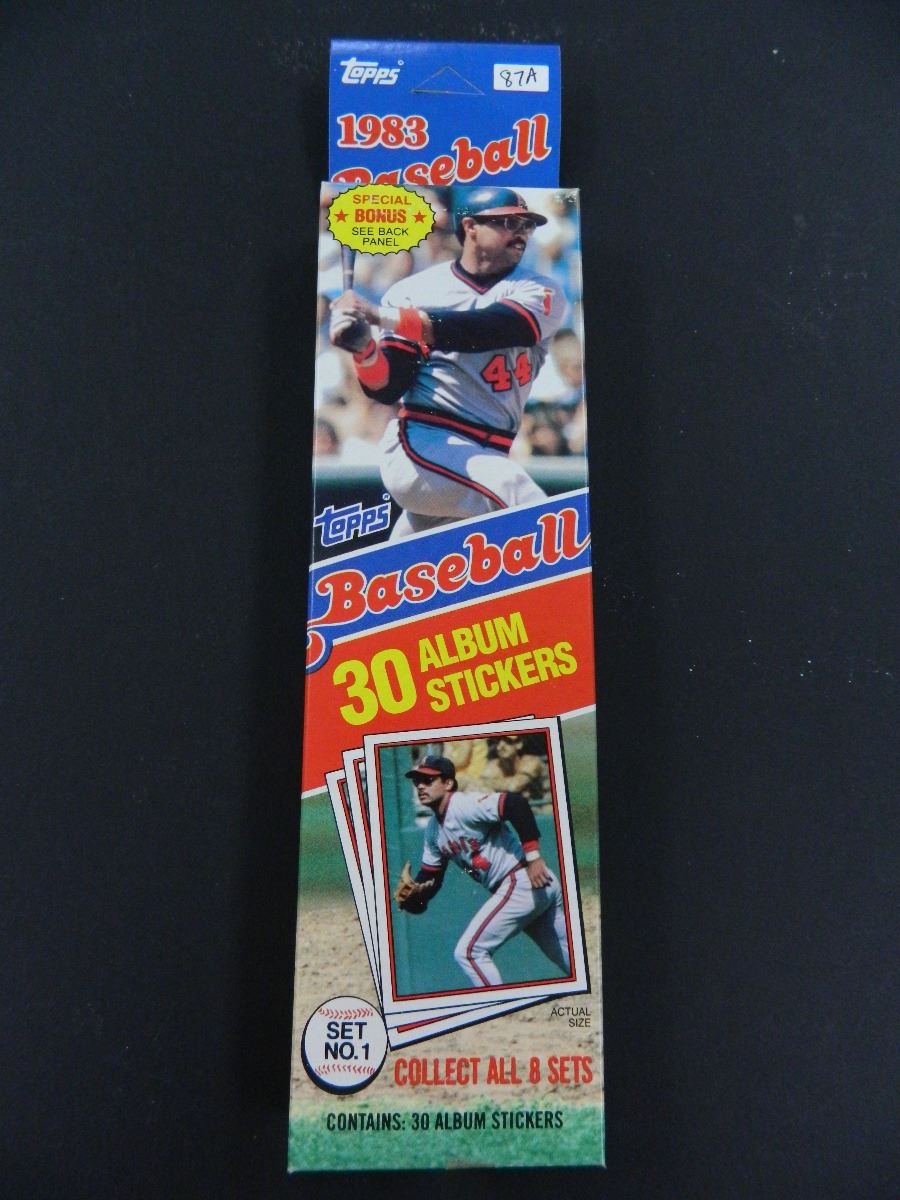 TOPPS
87A
1983
Baseball
SPECIAL
BONUS
SEE BACK
PANEL
44
TOPPS
Baseball
30 ALBUM
STICKERS
ACTUAL
SIZE
SET
NO.1
COLLECT ALL 8 SETS
CONTAINS: 30 ALBUM STICKERS